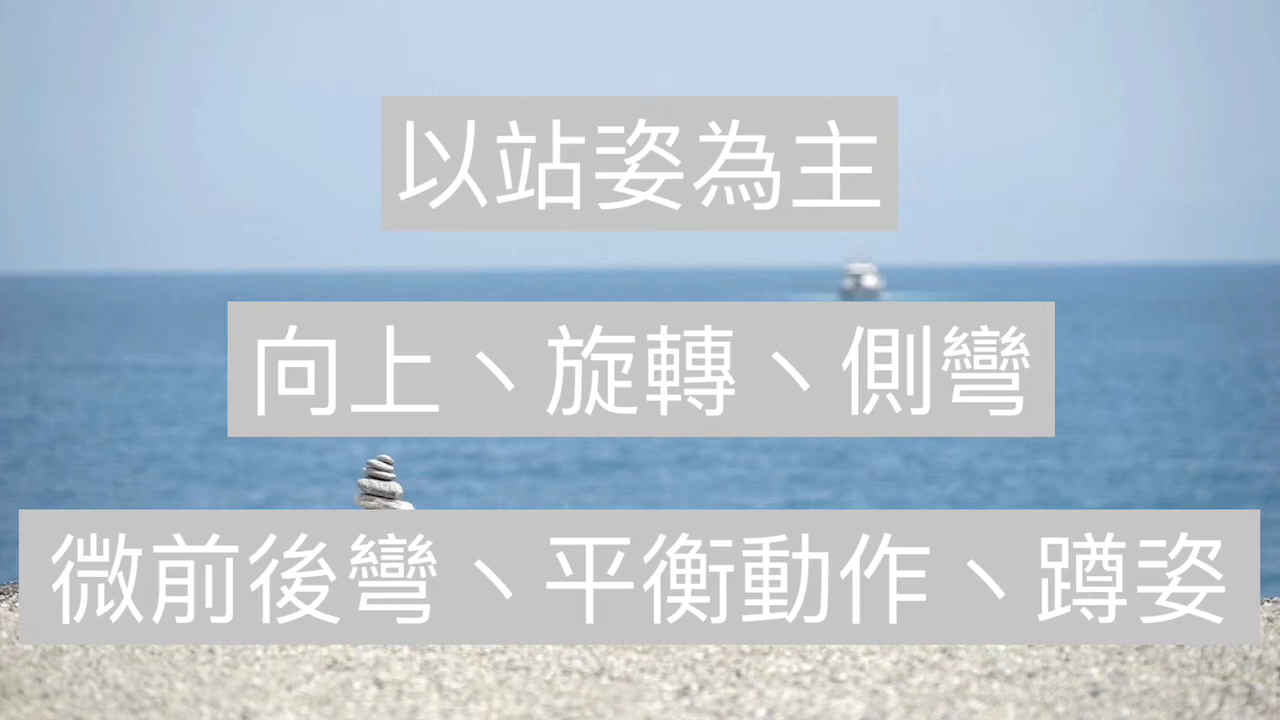 以站姿為主
向上、旋轉、側彎
微前後彎、平衡動作、蹲姿